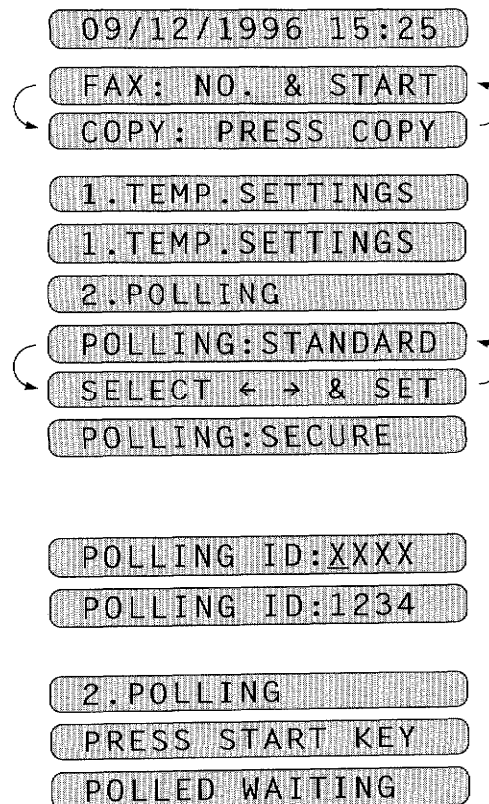 09/12/1996 15:25
FAX: NO. & START
COPY: PRESS COPY
1.TEMP.SETTINGS
1.TEMP.SETTINGS
2.POLLING
POLLING:STANDARD
SELECT ← → & SET
POLLING:SECURE
POLLING ID:XXXX
POLLING ID:1234
2.POLLING
PRESS START KEY
POLLED WAITING